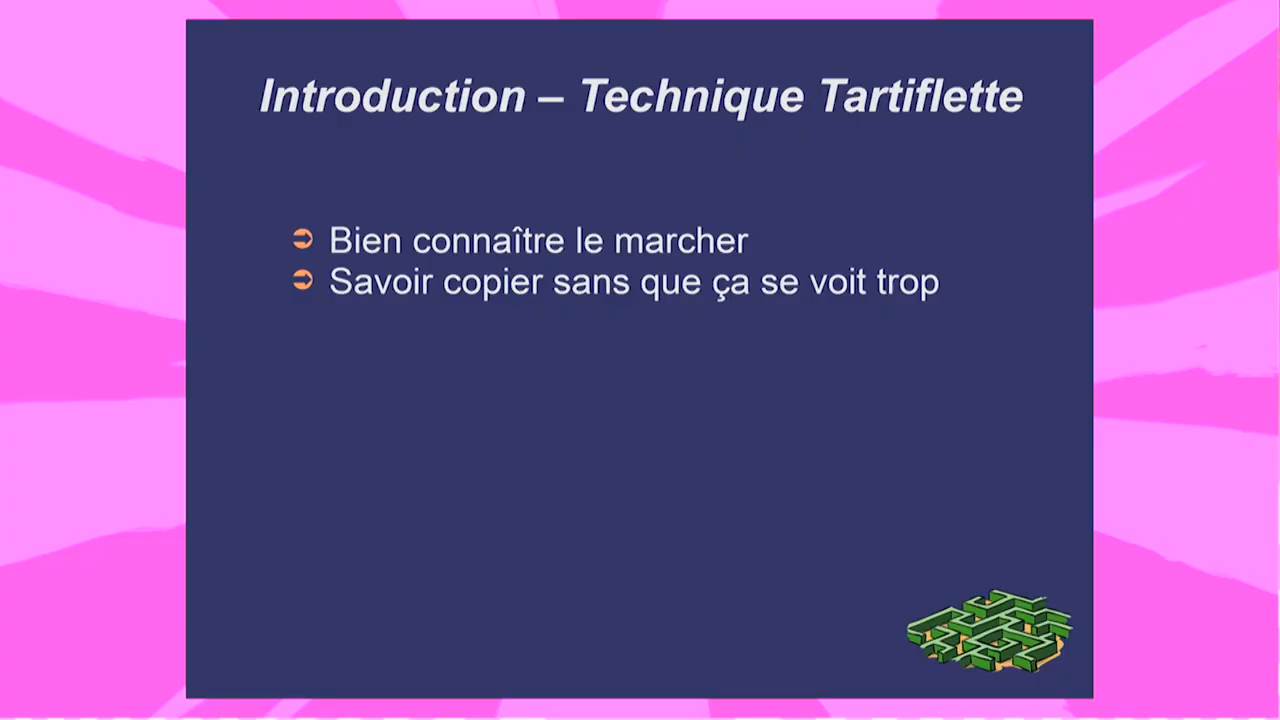 Introduction – Technique Tartiflette
Bien connaître le marcher
Savoir copier sans que ça se voit trop